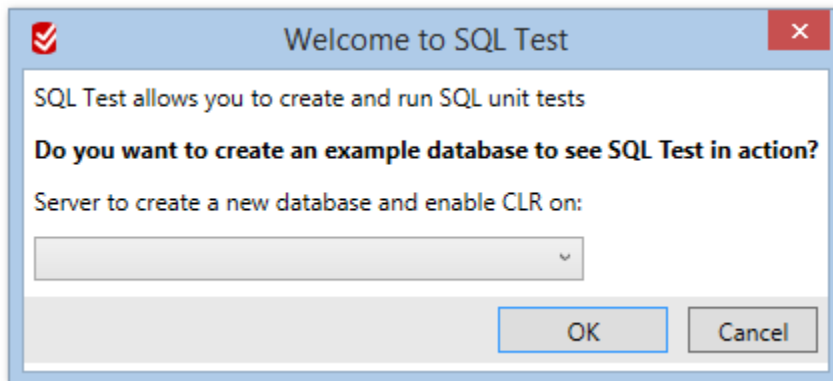 Welcome to SQL Test
SQL Test allows you to create and run SQL unit tests
Do you want to create an example database to see SQL Test in action?
Server to create a new database and enable CLR on:
OK Cancel